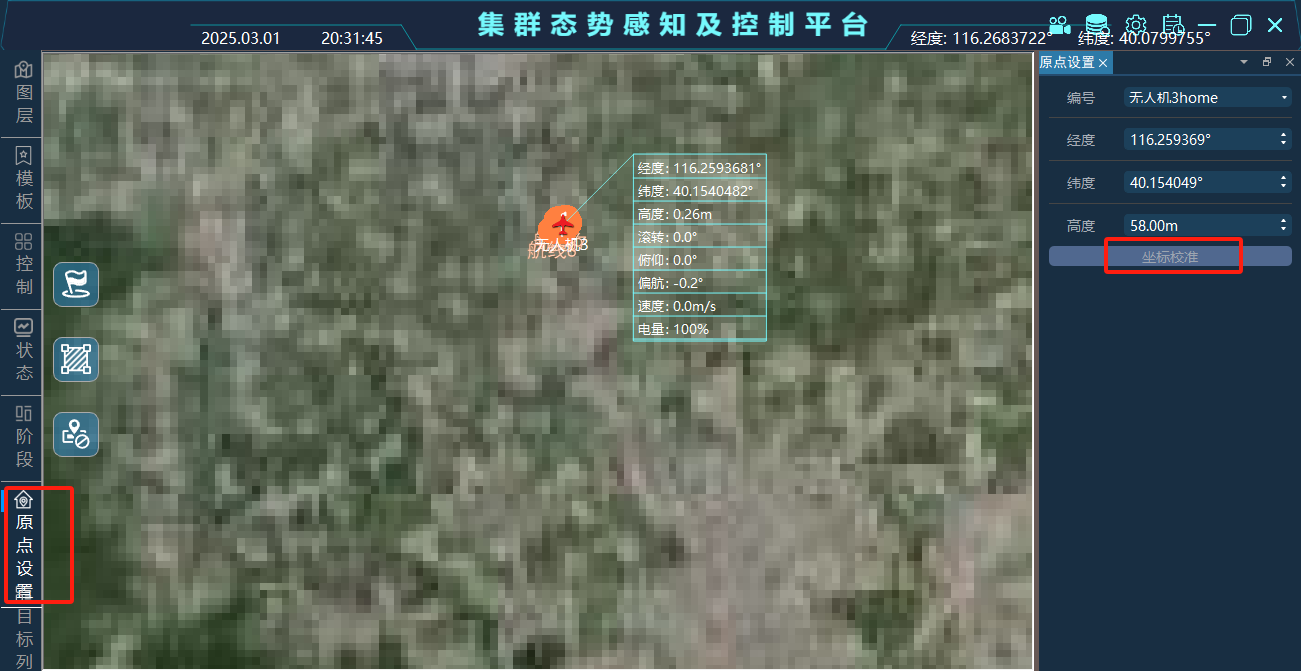 集群态势感知及控制平台
2025.03.01 20:31:45
经度: 116.2683722° 纬度: 40.0799755°
图层
模板
控制
状态
阶段
原点设置
目标列
经度: 116.2593681°
纬度: 40.1540482°
高度: 0.26m
滚转: 0.0°
俯仰: 0.0°
偏航: -0.2°
速度: 0.0m/s
电量: 100%
无人机3
原点设置
编号 无人机3home
经度 116.259369°
纬度 40.154049°
高度 58.00m
坐标校准